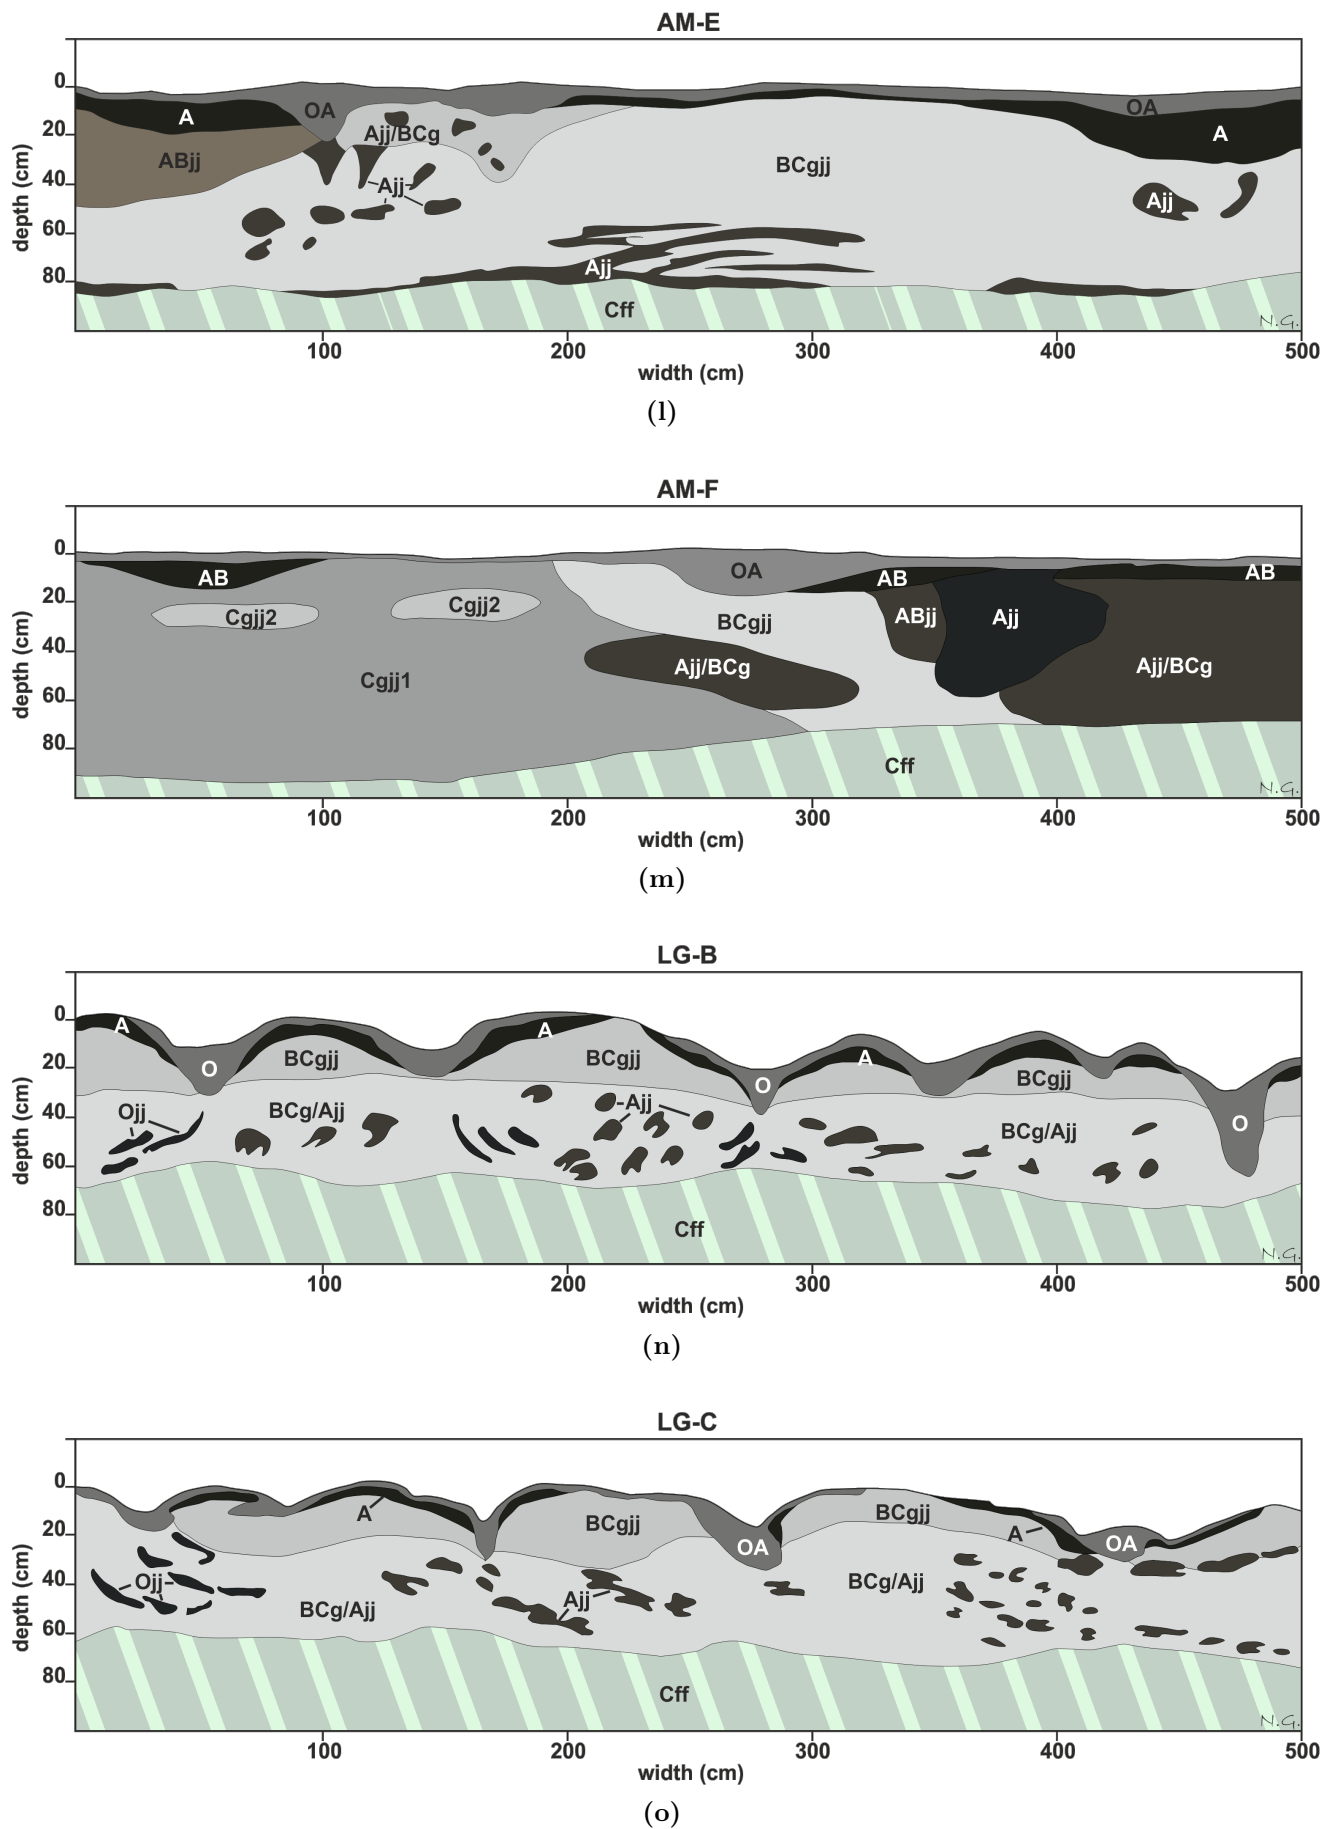 AM-E
0
20
40
60
80
depth (cm)
A
OA
ABjj
Ajj/BCg
Ajj
BCgjj
OA
A
Ajj
Ajj
Cff
N.G.
100 200 300 400 500
width (cm)
(l)
AM-F
0
20
40
60
80
depth (cm)
AB
Cgjj2
Cgjj2
Cgjj1
OA
BCgjj
AB
ABjj
Ajj
AB
Ajj/BCg
Ajj/BCg
Cff
N.G.
100 200 300 400 500
width (cm)
(m)
LG-B
0
20
40
60
80
depth (cm)
A
O
BCgjj
A
BCgjj
O
A
BCgjj
O
Ojj
BCg/Ajj
Ajj
BCg/Ajj
Cff
N.G.
100 200 300 400 500
width (cm)
(n)
LG-C
0
20
40
60
80
depth (cm)
A
BCgjj
OA
BCgjj
A
OA
Ojj
BCg/Ajj
Ajj
BCg/Ajj
Cff
N.G.
100 200 300 400 500
width (cm)
(o)